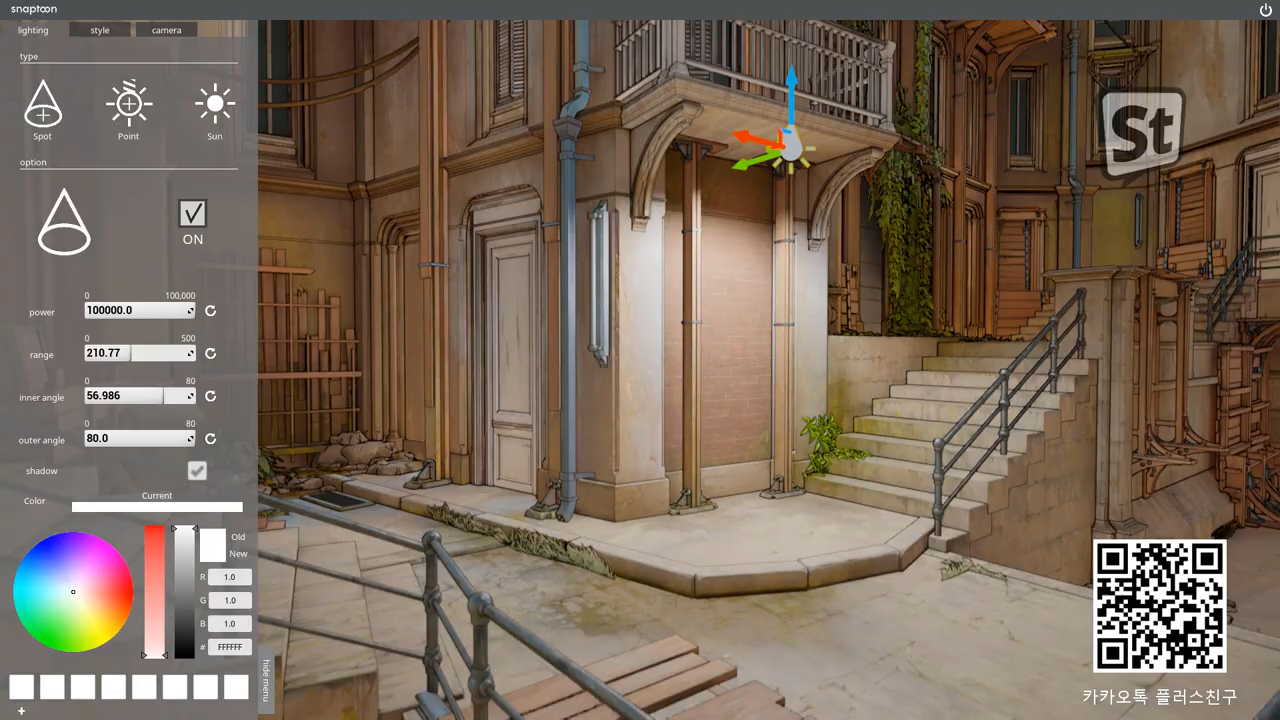 snaptoon
lighting
style
camera
type
Spot
Point
Sun
option
ON
0 100,000
power
100000.0
0 500
range
210.77
0 80
inner angle
56.986
0 80
outer angle
80.0
shadow
Color
Current
Old
New
R 1.0
G 1.0
B 1.0
# FFFFFF
+
hide menu
St
카카오톡 플러스친구